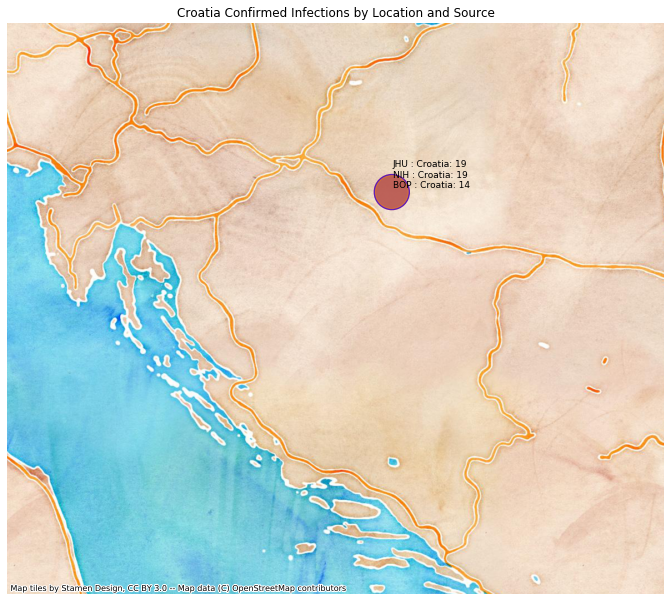 Croatia Confirmed Infections by Location and Source
JHU : Croatia: 19
NIH : Croatia: 19
BOP : Croatia: 14
Map tiles by Stamen Design, CC BY 3.0 -- Map data (C) OpenStreetMap contributors